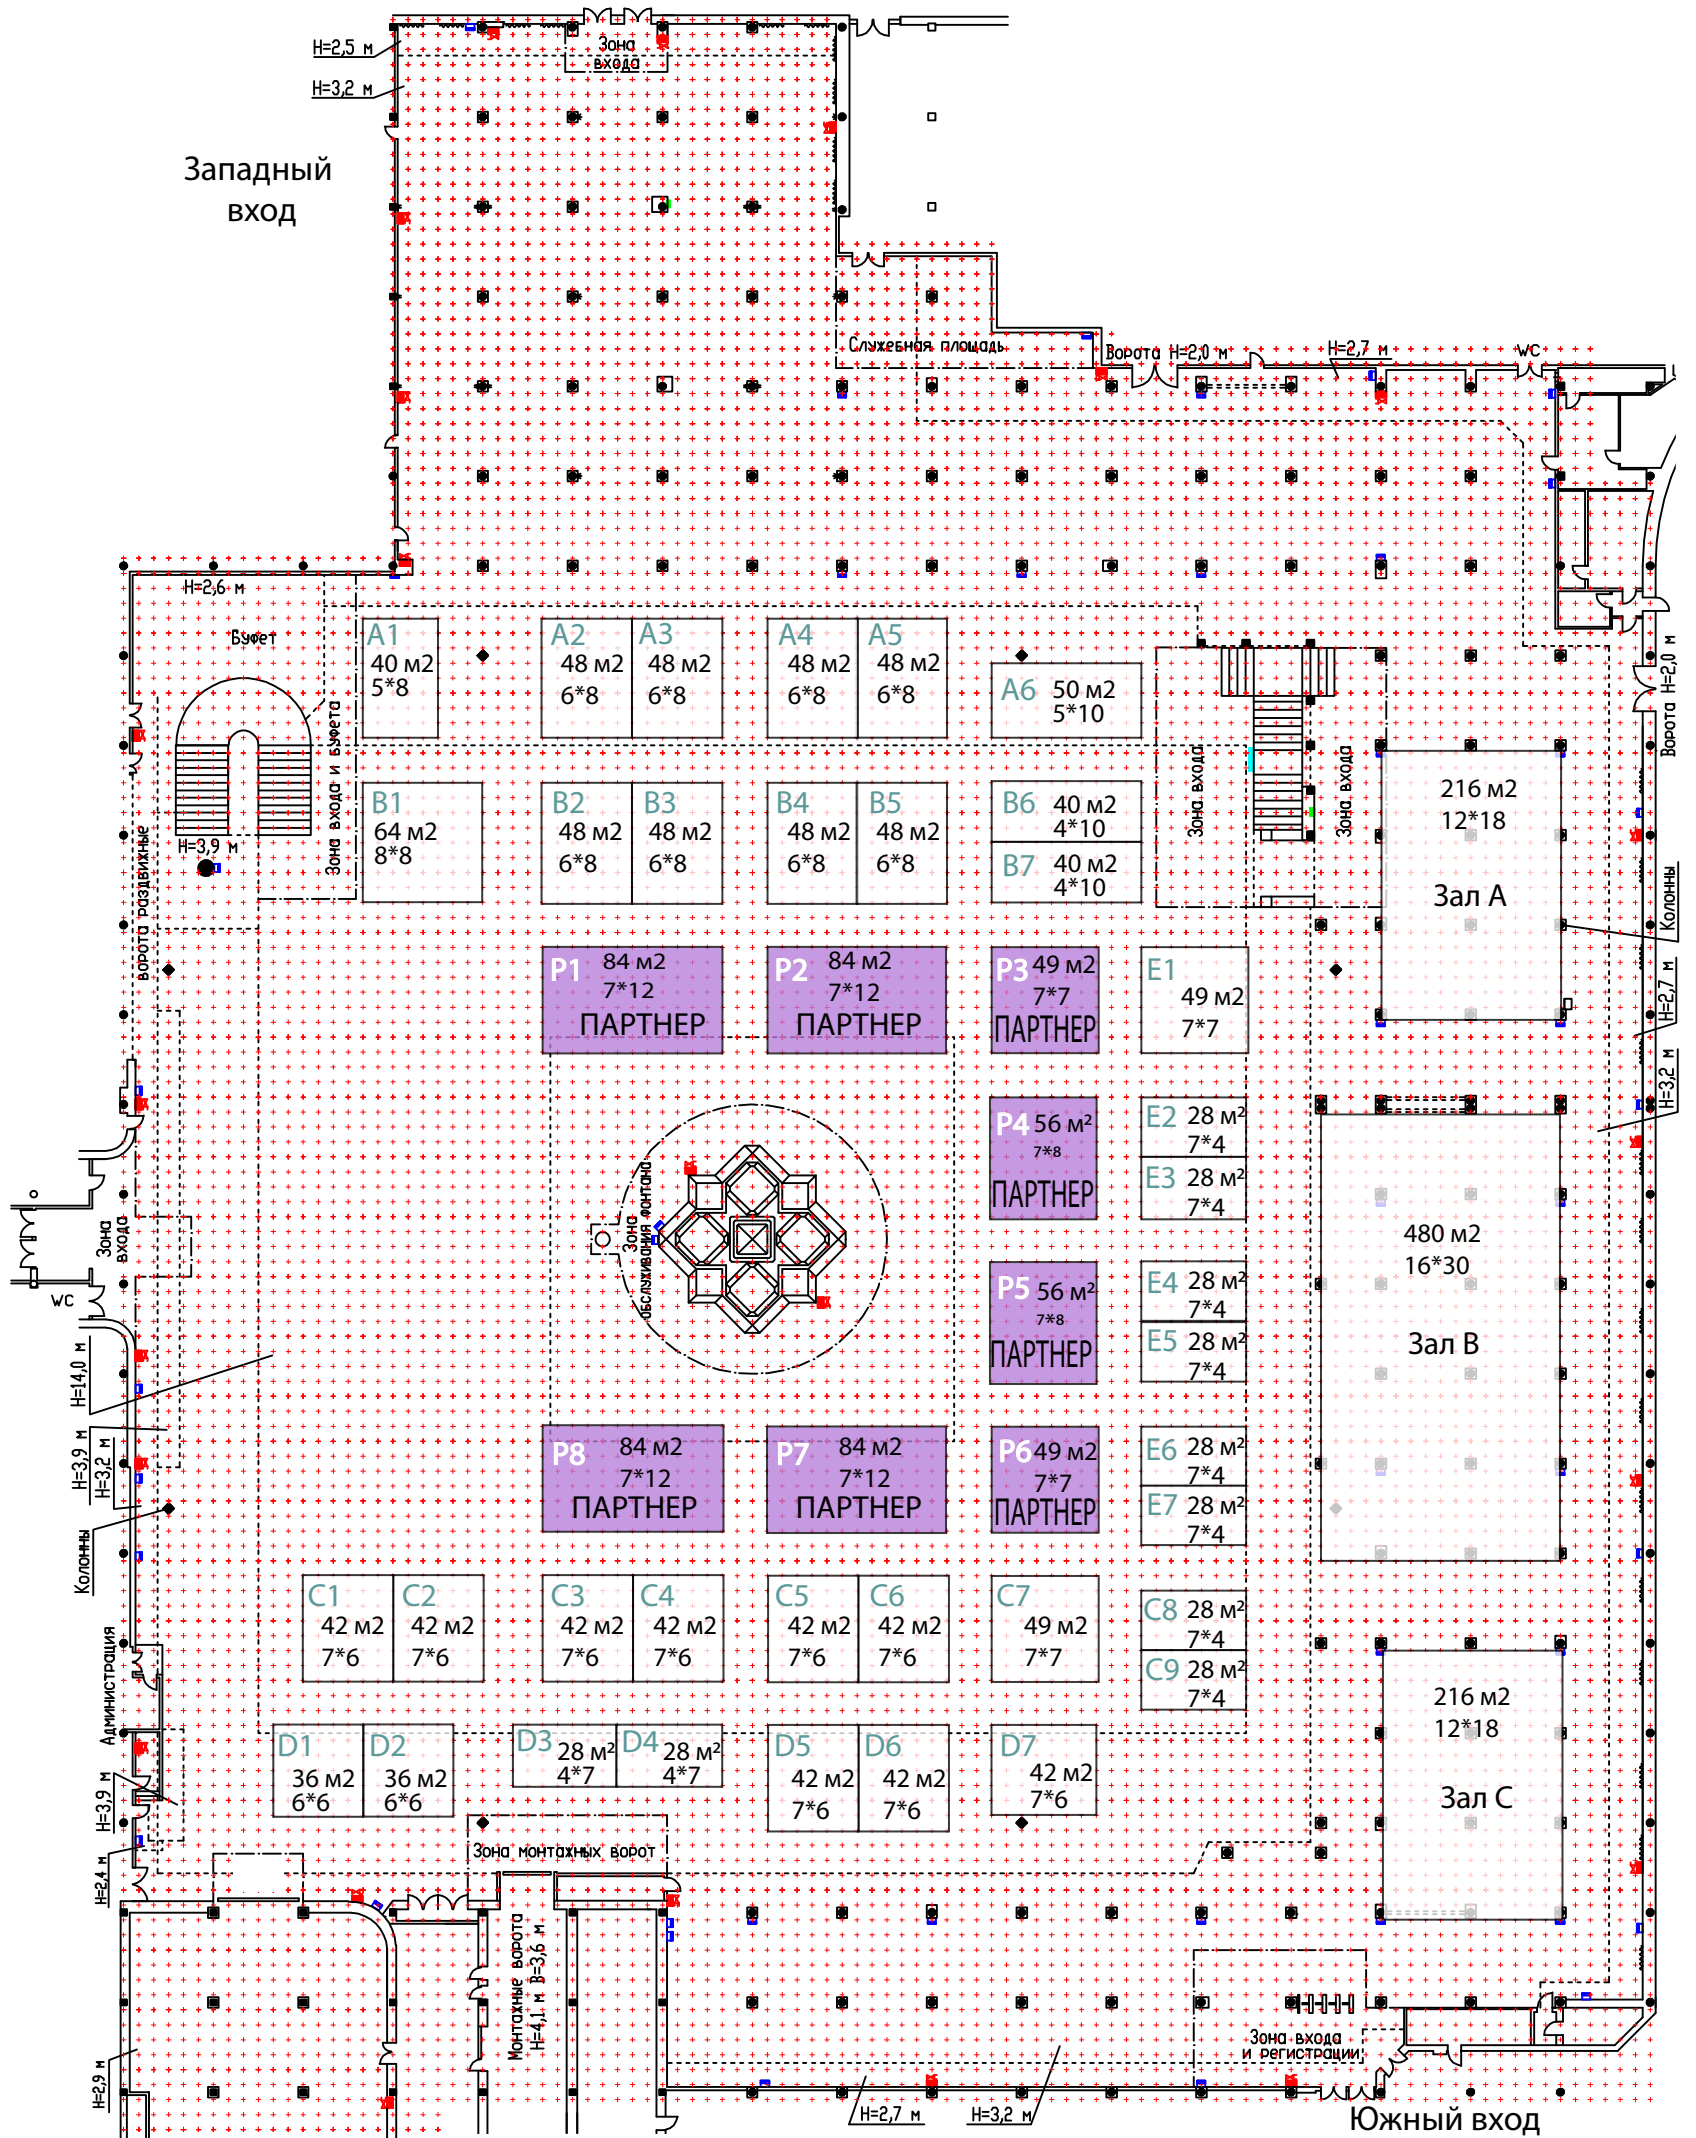 H=2,5 м
Зона
входа
H=3,2 м
Западный
вход
Служебная площадь
Ворота H=2,0 м
H=2,7 м
WC
H=2,6 м
Буфет
A1
40 м2
5*8
A2
48 м2
6*8
A3
48 м2
6*8
A4
48 м2
6*8
A5
48 м2
6*8
A6
50 м2
5*10
Ворота H=2,0 м
Зона входа и буфета
ворота раздвижные
H=3,9 м
B1
64 м2
8*8
B2
48 м2
6*8
B3
48 м2
6*8
B4
48 м2
6*8
B5
48 м2
6*8
B6
40 м2
4*10
B7
40 м2
4*10
Зона входа
Зона входа
216 м2
12*18
Зал A
Колонны
H=2,7 м
H=3,2 м
P1
84 м2
7*12
ПАРТНЕР
P2
84 м2
7*12
ПАРТНЕР
P3
49 м2
7*7
ПАРТНЕР
E1
49 м2
7*7
P4
56 м²
7*8
ПАРТНЕР
E2
28 м²
7*4
E3
28 м²
7*4
Зона
обслуживания фонтана
Зона
входа
WC
480 м2
16*30
Зал B
P5
56 м²
7*8
ПАРТНЕР
E4
28 м²
7*4
E5
28 м²
7*4
H=14,0 м
H=3,9 м
H=3,2 м
Колонны
P8
84 м2
7*12
ПАРТНЕР
P7
84 м2
7*12
ПАРТНЕР
P6
49 м2
7*7
ПАРТНЕР
E6
28 м²
7*4
E7
28 м²
7*4
C1
42 м2
7*6
C2
42 м2
7*6
C3
42 м2
7*6
C4
42 м2
7*6
C5
42 м2
7*6
C6
42 м2
7*6
C7
49 м2
7*7
C8
28 м²
7*4
C9
28 м²
7*4
Администрация
216 м2
12*18
Зал C
D1
36 м2
6*6
D2
36 м2
6*6
D3
28 м²
4*7
D4
28 м²
4*7
D5
42 м2
7*6
D6
42 м2
7*6
D7
42 м2
7*6
H=3,9 м
H=2,4 м
Зона монтажных ворот
Монтажные ворота
H=4,1 м B=3,6 м
H=2,9 м
Зона входа
и регистрации
H=2,7 м
H=3,2 м
Южный вход